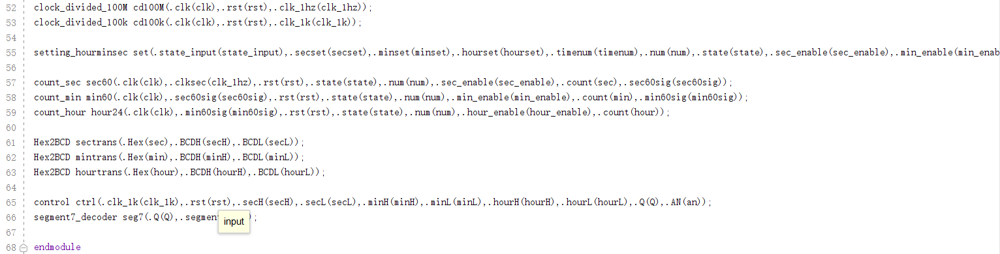 52 clock_divided_100M cd100M(.clk(clk),.rst(rst),.clk_1hz(clk_1hz));
53 clock_divided_100k cd100k(.clk(clk),.rst(rst),.clk_1k(clk_1k));
54
55 setting_hourminsec set(.state_input(state_input),.secset(secset),.minset(minset),.hourset(hourset),.timenum(timenum),.num(num),.state(state),.sec_enable(sec_enable),.min_enable(min_enab
56
57 count_sec sec60(.clk(clk),.clksec(clk_1hz),.rst(rst),.state(state),.num(num),.sec_enable(sec_enable),.count(sec),.sec60sig(sec60sig));
58 count_min min60(.clk(clk),.sec60sig(sec60sig),.rst(rst),.state(state),.num(num),.min_enable(min_enable),.count(min),.min60sig(min60sig));
59 count_hour hour24(.clk(clk),.min60sig(min60sig),.rst(rst),.state(state),.num(num),.hour_enable(hour_enable),.count(hour));
60
61 Hex2BCD sectrans(.Hex(sec),.BCDH(secH),.BCDL(secL));
62 Hex2BCD mintrans(.Hex(min),.BCDH(minH),.BCDL(minL));
63 Hex2BCD hourtrans(.Hex(hour),.BCDH(hourH),.BCDL(hourL));
64
65 control ctrl(.clk_1k(clk_1k),.rst(rst),.secH(secH),.secL(secL),.minH(minH),.minL(minL),.hourH(hourH),.hourL(hourL),.Q(Q),.AN(an));
66 segment7_decoder seg7(.Q(Q),.segmen );
input
67
68 endmodule